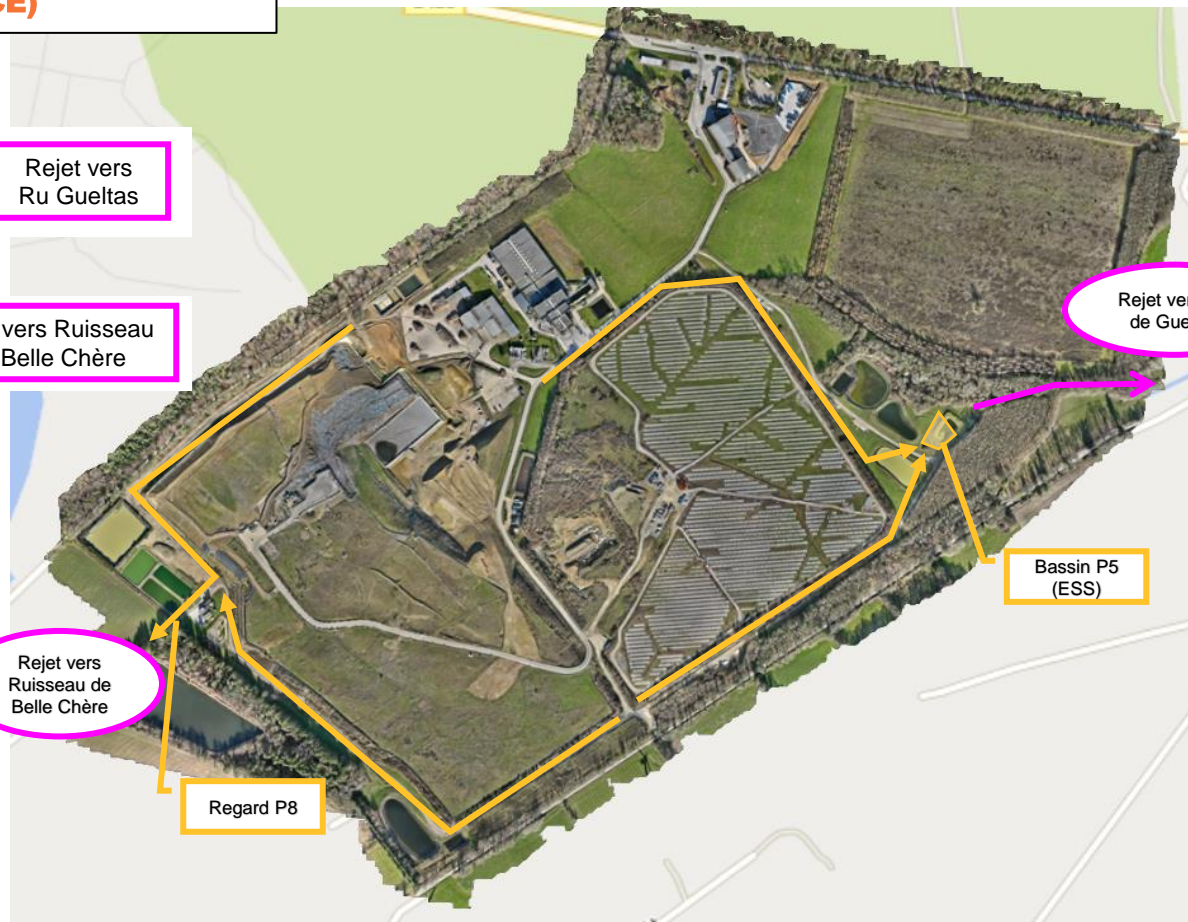 CE)
Rejet vers
Ru Gueltas
vers Ruisseau
Belle Chère
Rejet
de Gue
Bassin P5
(ESS)
Rejet vers
Ruisseau de
Belle Chère
Regard P8